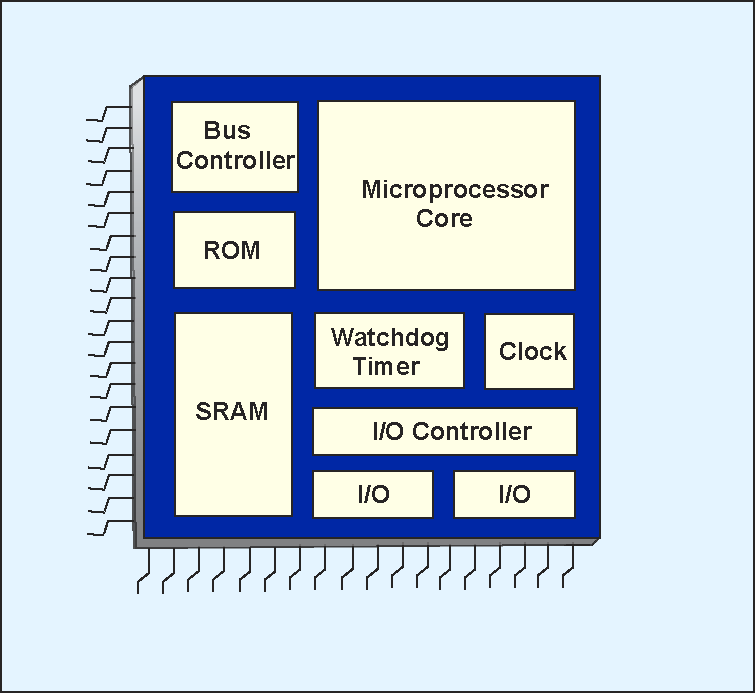 Bus
Controller
Microprocessor
Core
ROM
SRAM
Watchdog
Timer
Clock
I/O Controller
I/O
I/O